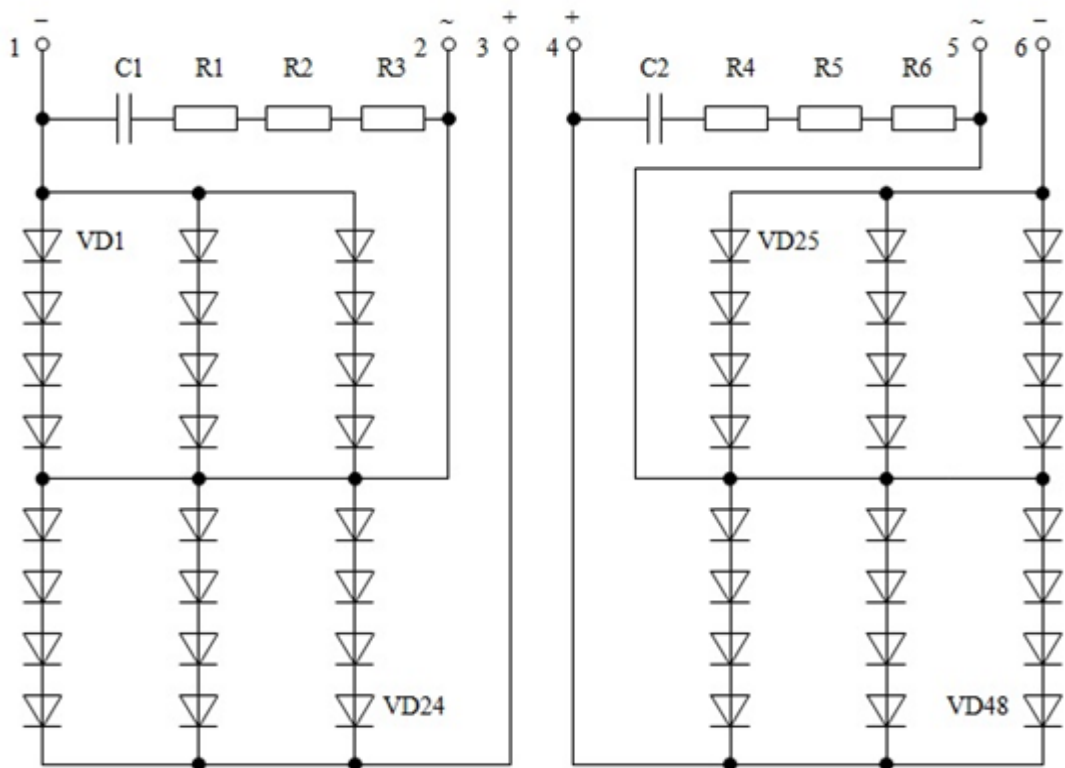 − ~ + + ~ −
1 2 3 4 5 6
C1 R1 R2 R3 C2 R4 R5 R6
VD1 VD25
VD24 VD48